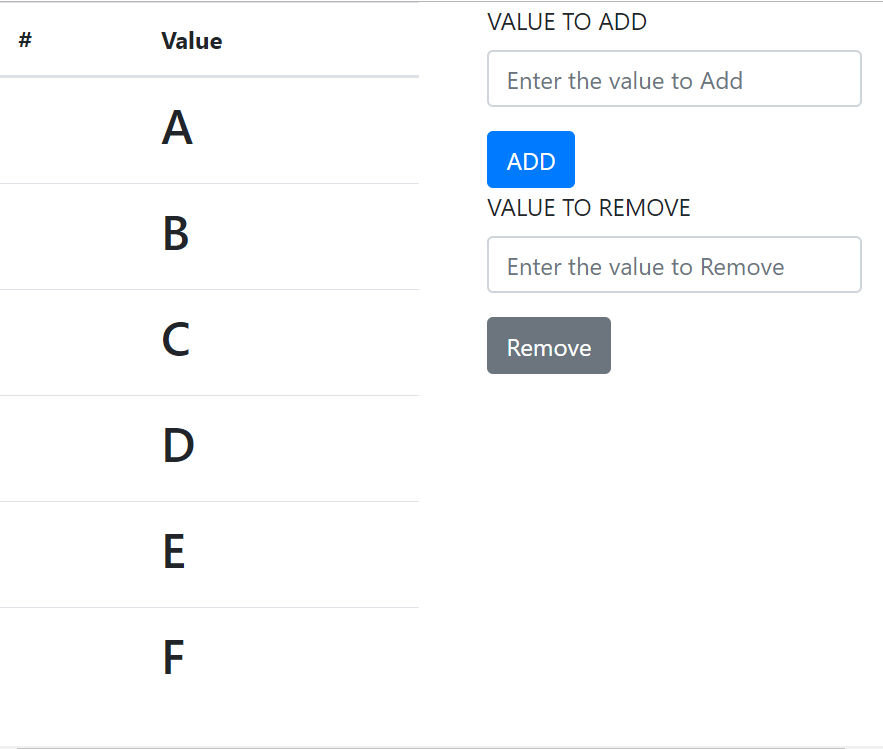 # Value
A
B
C
D
E
F
VALUE TO ADD
Enter the value to Add
ADD
VALUE TO REMOVE
Enter the value to Remove
Remove